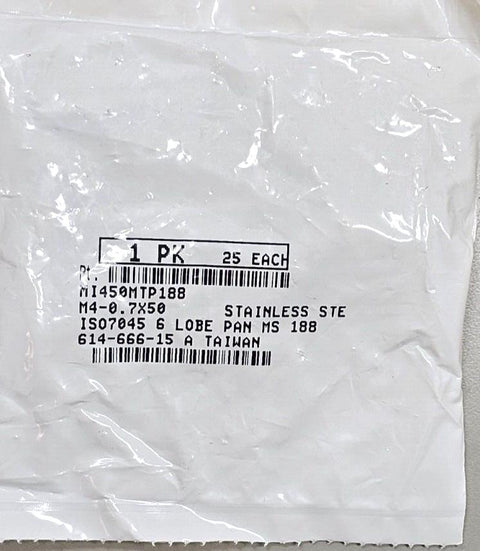 1 PK 25 EACH
Pt.
MI450MTP188
M4-0.7X50 STAINLESS STE
ISO7045 6 LOBE PAN MS 188
614-666-15 A TAIWAN